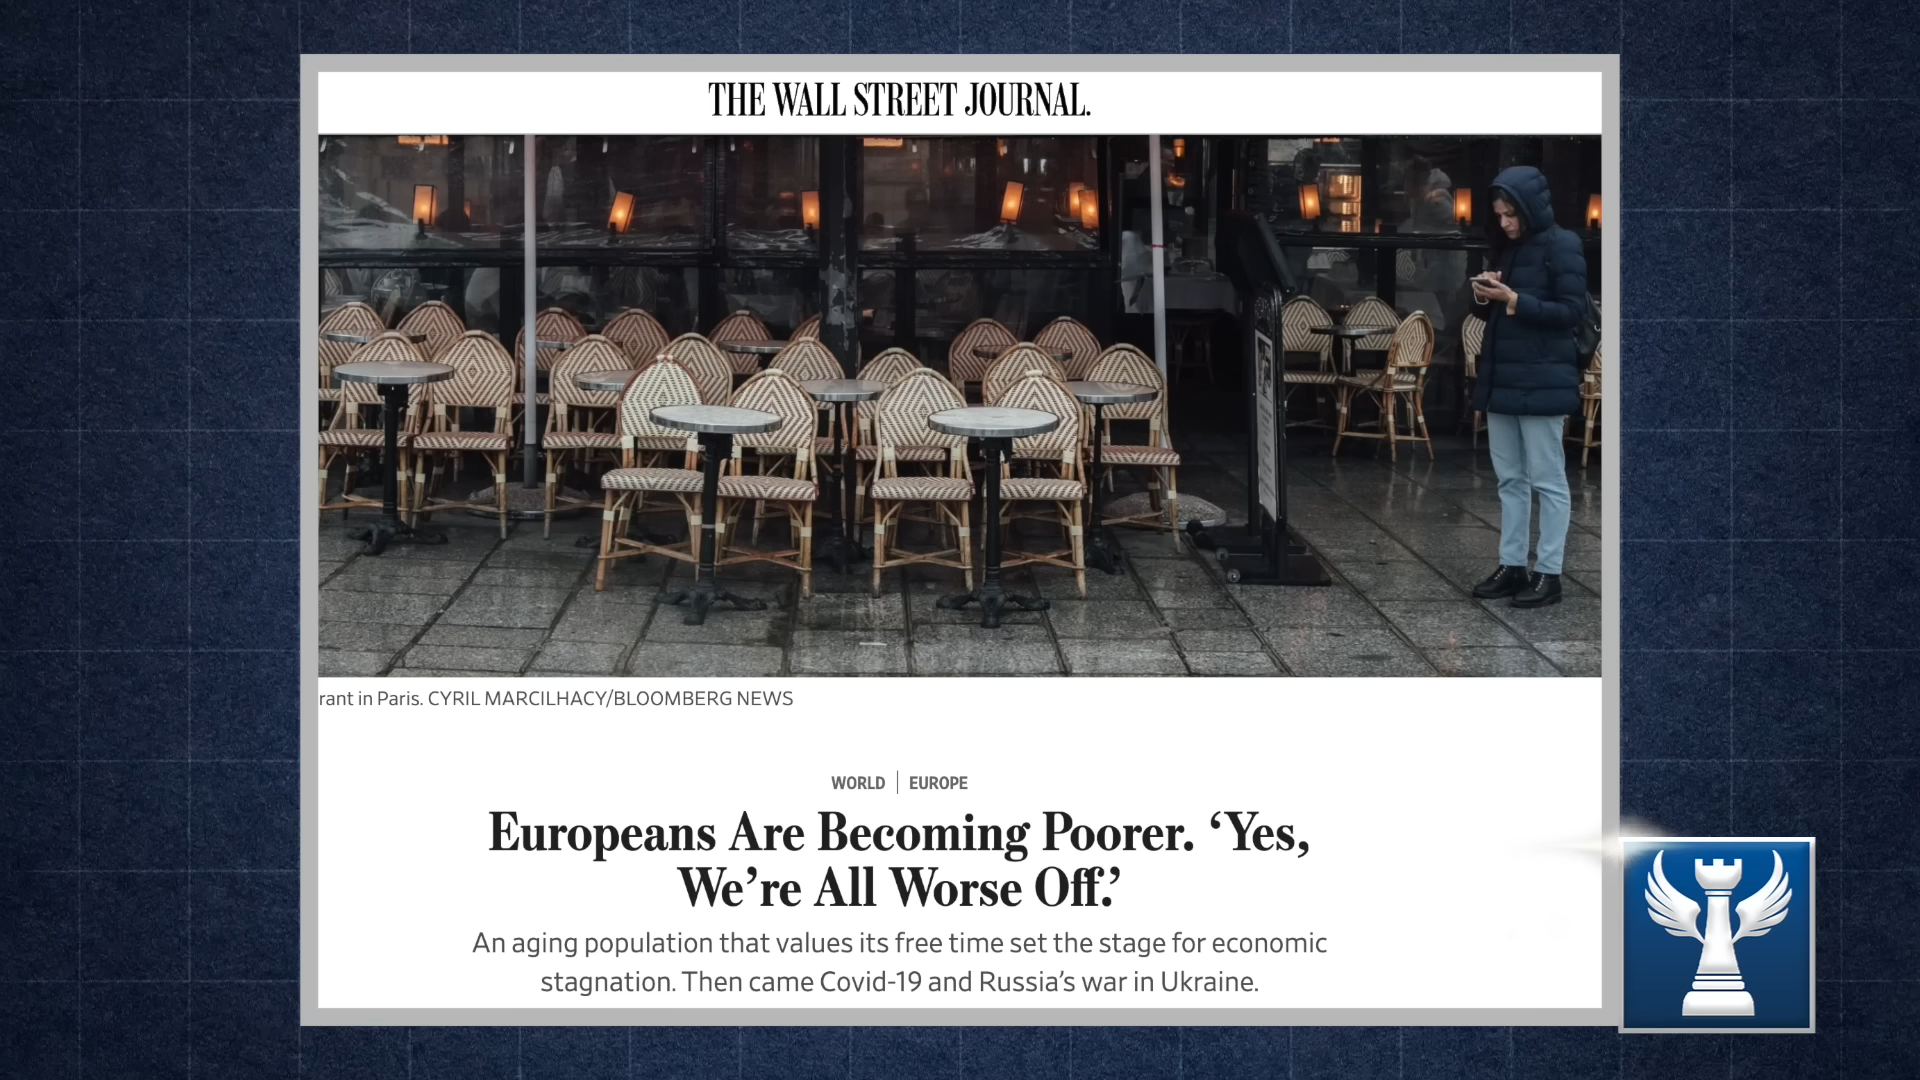 THE WALL STREET JOURNAL.
rant in Paris. CYRIL MARCILHACY/BLOOMBERG NEWS
WORLD | EUROPE
Europeans Are Becoming Poorer. ‘Yes,
We’re All Worse Off.’
An aging population that values its free time set the stage for economic
stagnation. Then came Covid-19 and Russia’s war in Ukraine.